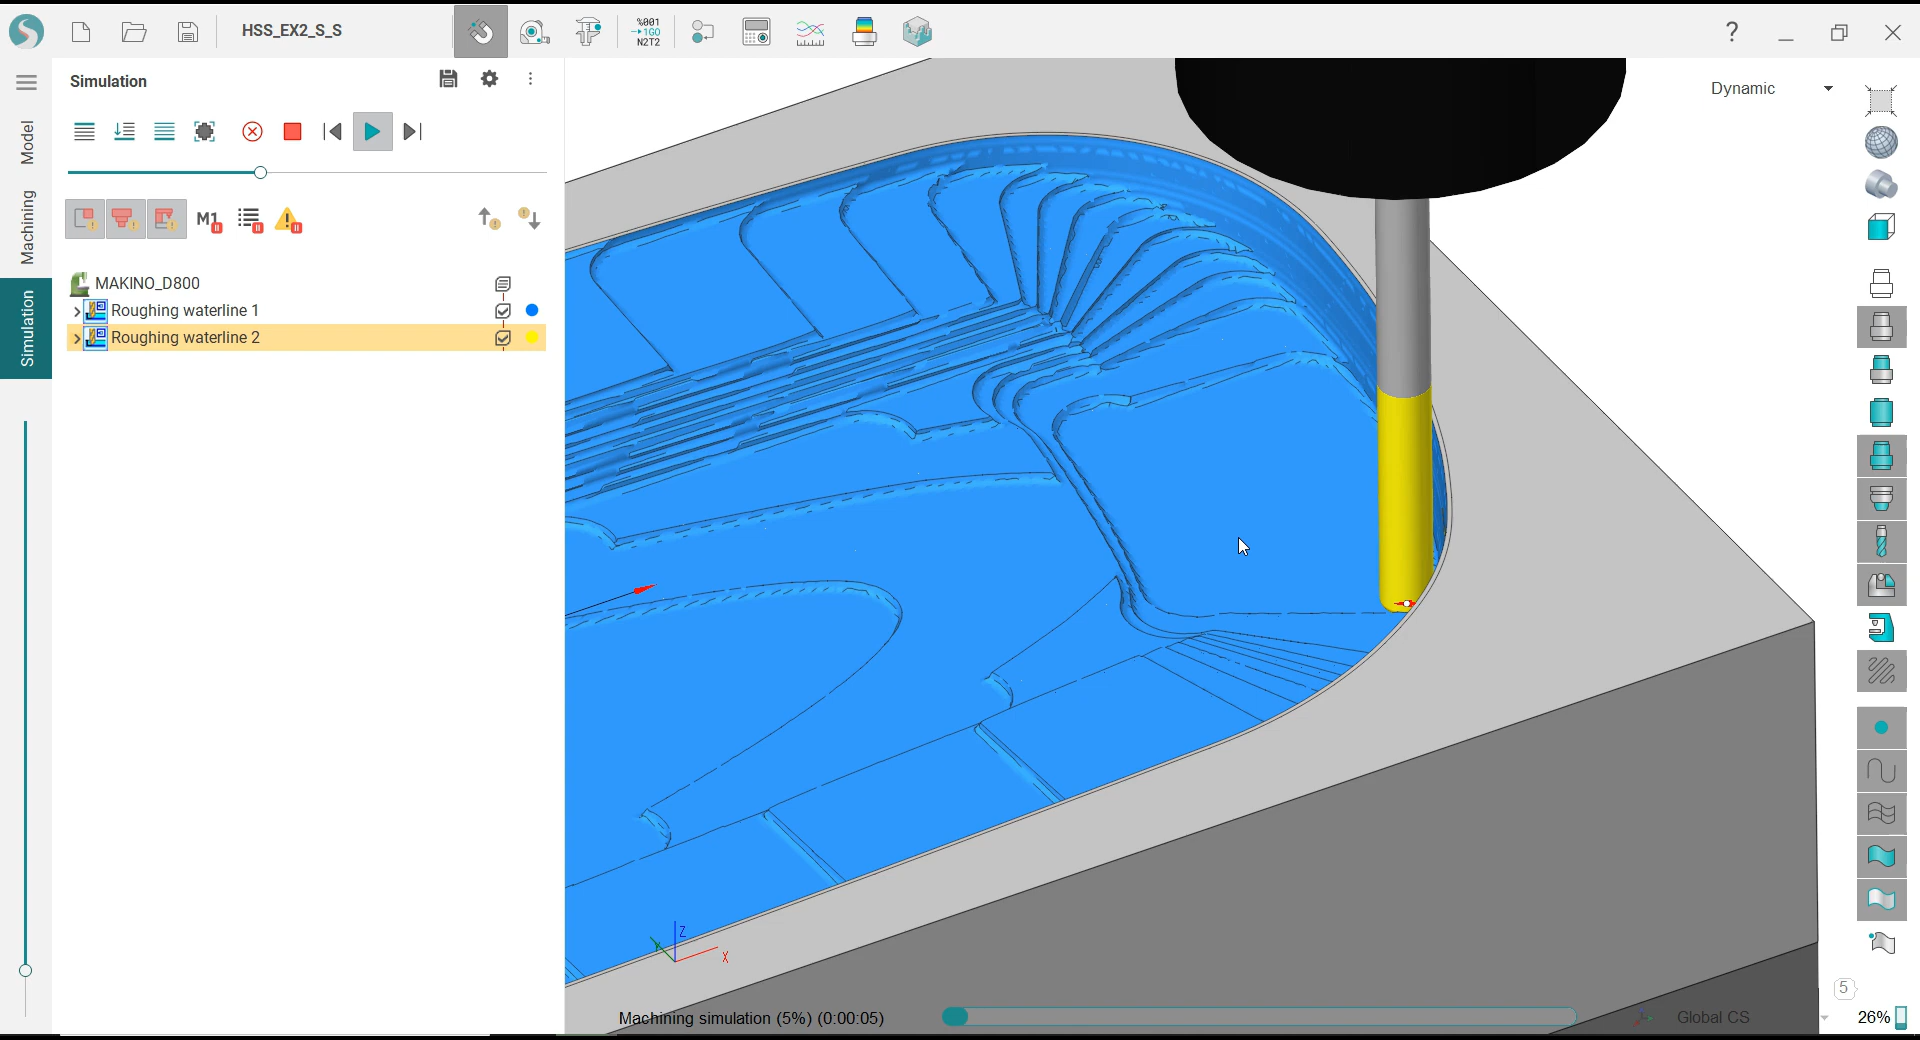 HSS_EX2_S_S
%001
1G0
N2T2
?
Simulation
Dynamic
Model
Machining
Simulation
M1
MAKINO_D800
Roughing waterline 1
Roughing waterline 2
Z
Y
X
5
Machining simulation (5%) (0:00:05)
Global CS
26%